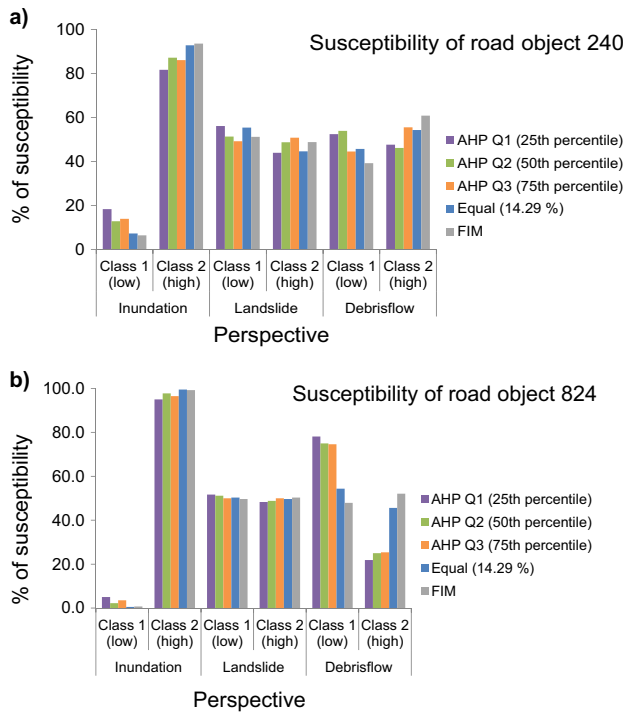 a)
Susceptibility of road object 240
% of susceptibility
100
80
60
40
20
0
Class 1 (low)
Class 2 (high)
Class 1 (low)
Class 2 (high)
Class 1 (low)
Class 2 (high)
Inundation
Landslide
Debrisflow
Perspective
AHP Q1 (25th percentile)
AHP Q2 (50th percentile)
AHP Q3 (75th percentile)
Equal (14.29 %)
FIM
b)
Susceptibility of road object 824
% of susceptibility
100.0
80.0
60.0
40.0
20.0
0.0
Class 1 (low)
Class 2 (high)
Class 1 (low)
Class 2 (high)
Class 1 (low)
Class 2 (high)
Inundation
Landslide
Debrisflow
Perspective
AHP Q1 (25th percentile)
AHP Q2 (50th percentile)
AHP Q3 (75th percentile)
Equal (14.29 %)
FIM